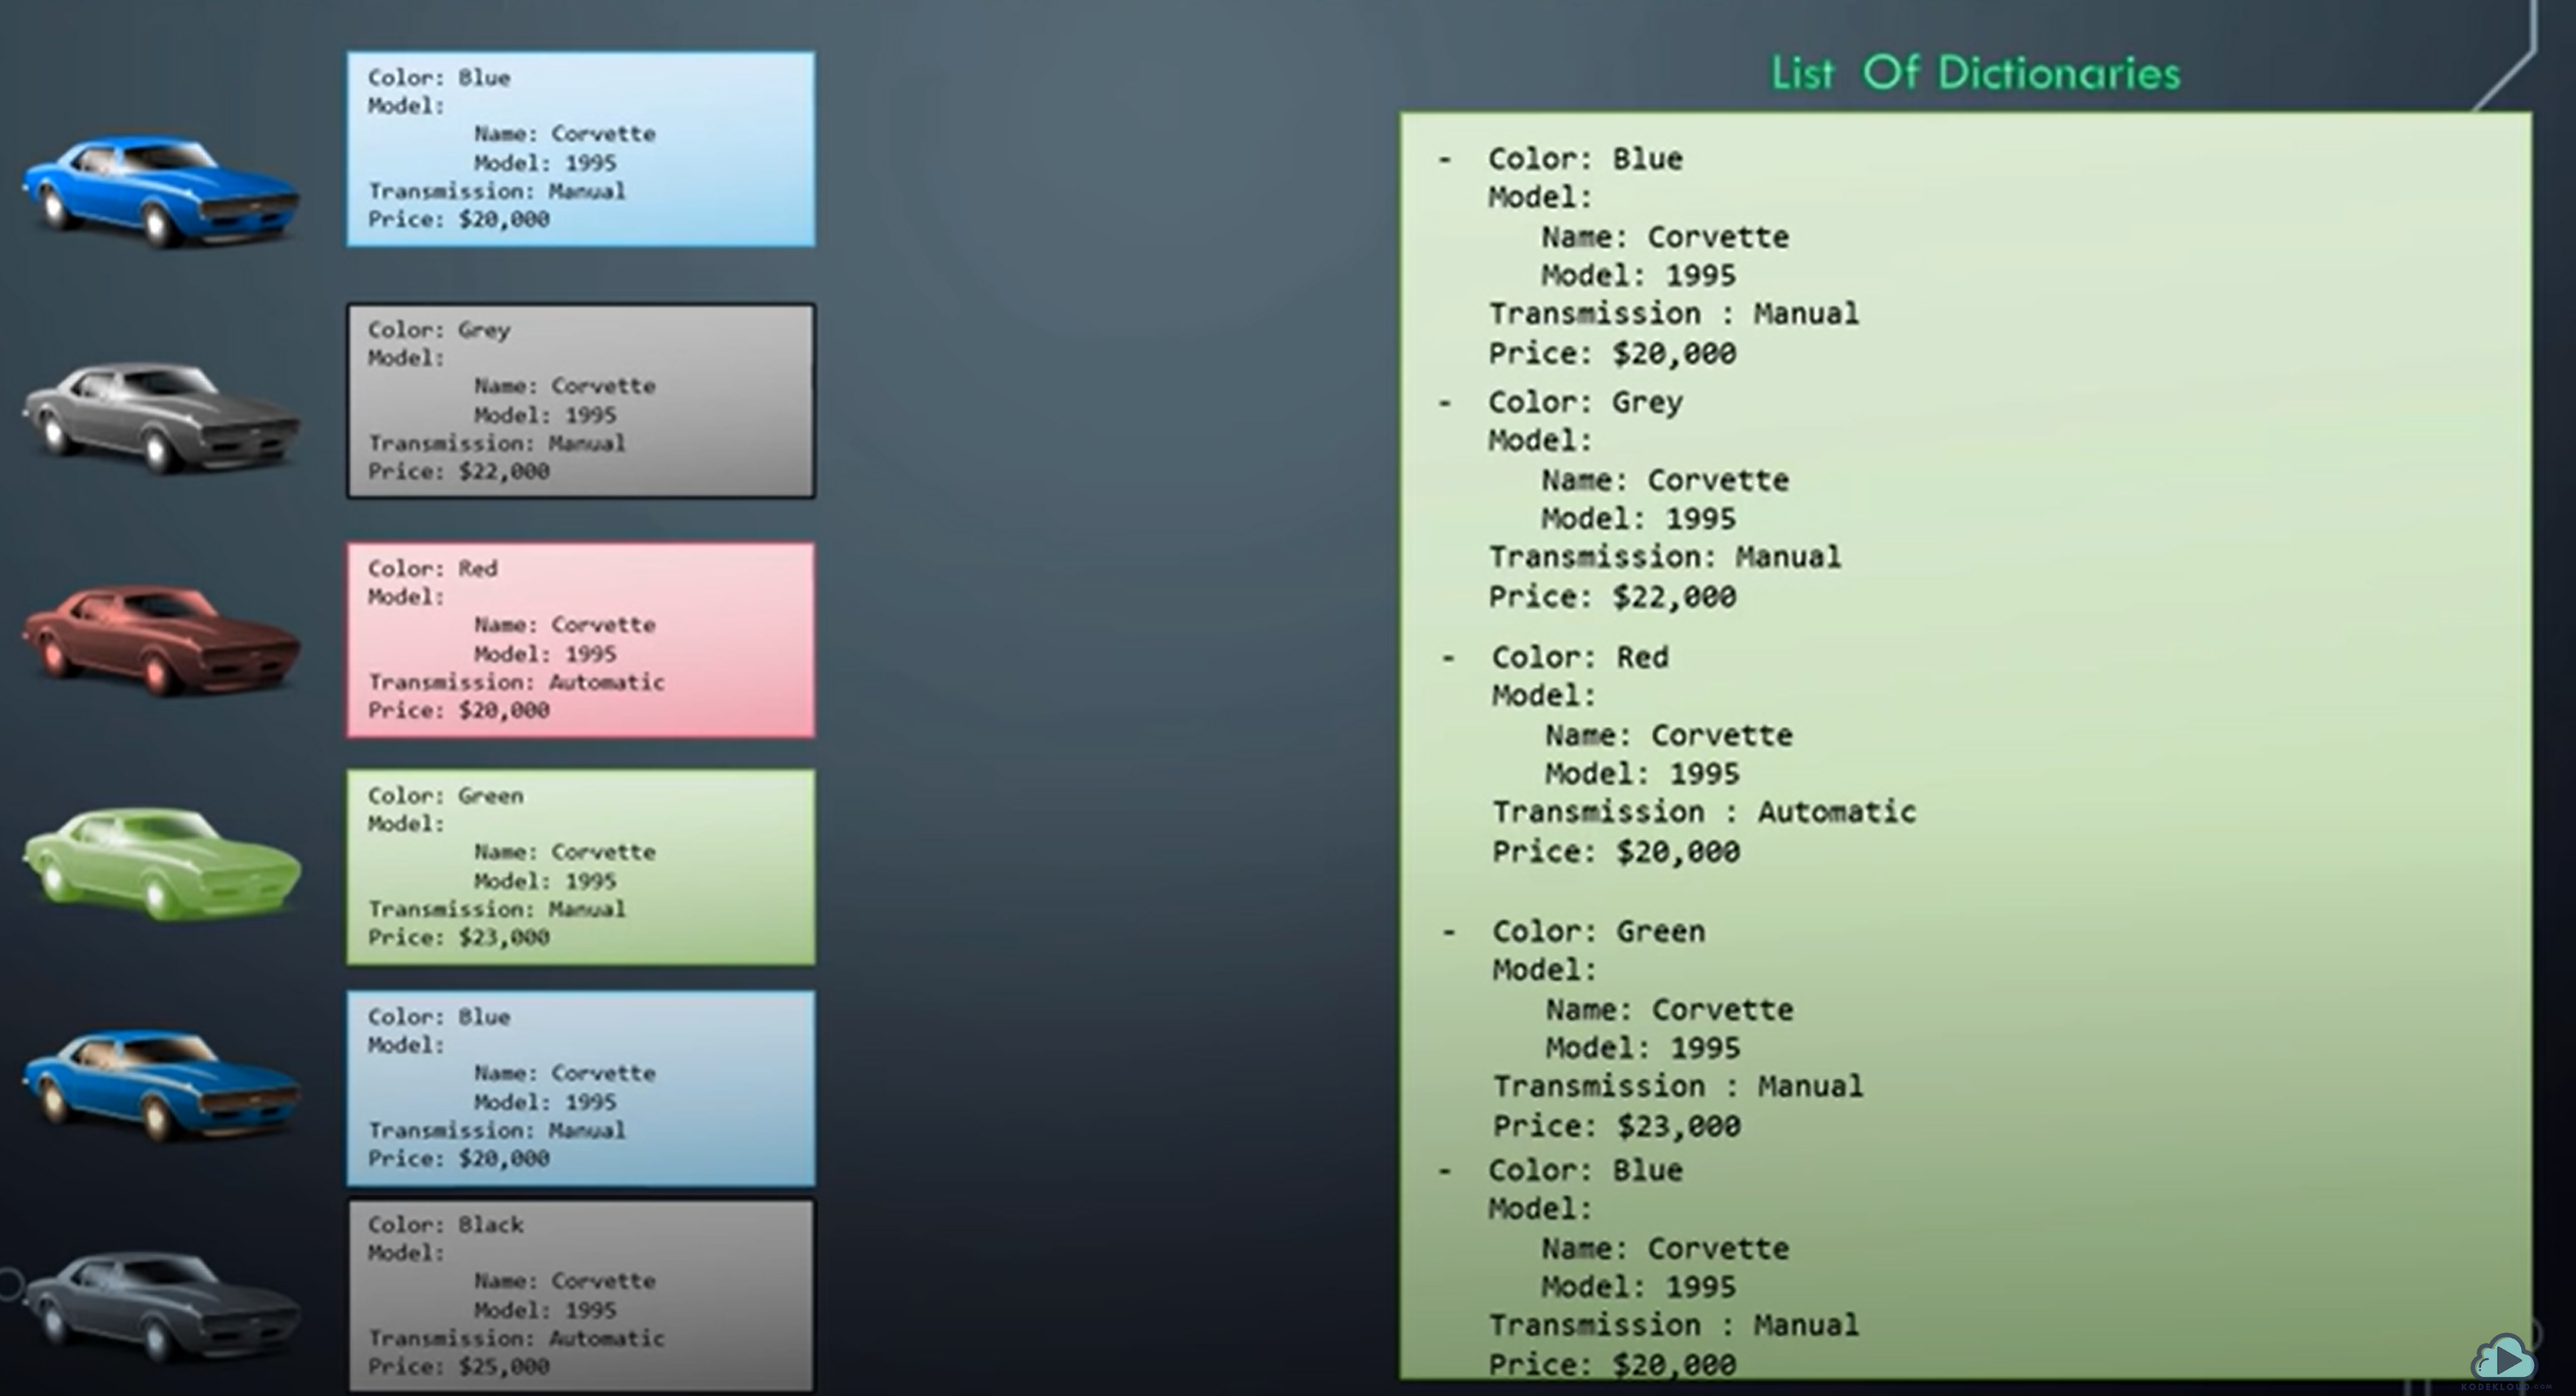 Color: Blue
Model:
Name: Corvette
Model: 1995
Transmission: Manual
Price: $20,000
Color: Grey
Model:
Name: Corvette
Model: 1995
Transmission: Manual
Price: $22,000
Color: Red
Model:
Name: Corvette
Model: 1995
Transmission: Automatic
Price: $20,000
Color: Green
Model:
Name: Corvette
Model: 1995
Transmission: Manual
Price: $23,000
Color: Blue
Model:
Name: Corvette
Model: 1995
Transmission: Manual
Price: $20,000
Color: Black
Model:
Name: Corvette
Model: 1995
Transmission: Automatic
Price: $25,000
List Of Dictionaries
- Color: Blue
Model:
Name: Corvette
Model: 1995
Transmission : Manual
Price: $20,000
- Color: Grey
Model:
Name: Corvette
Model: 1995
Transmission: Manual
Price: $22,000
- Color: Red
Model:
Name: Corvette
Model: 1995
Transmission : Automatic
Price: $20,000
- Color: Green
Model:
Name: Corvette
Model: 1995
Transmission : Manual
Price: $23,000
- Color: Blue
Model:
Name: Corvette
Model: 1995
Transmission : Manual
Price: $20,000
KODEKLOUD.com